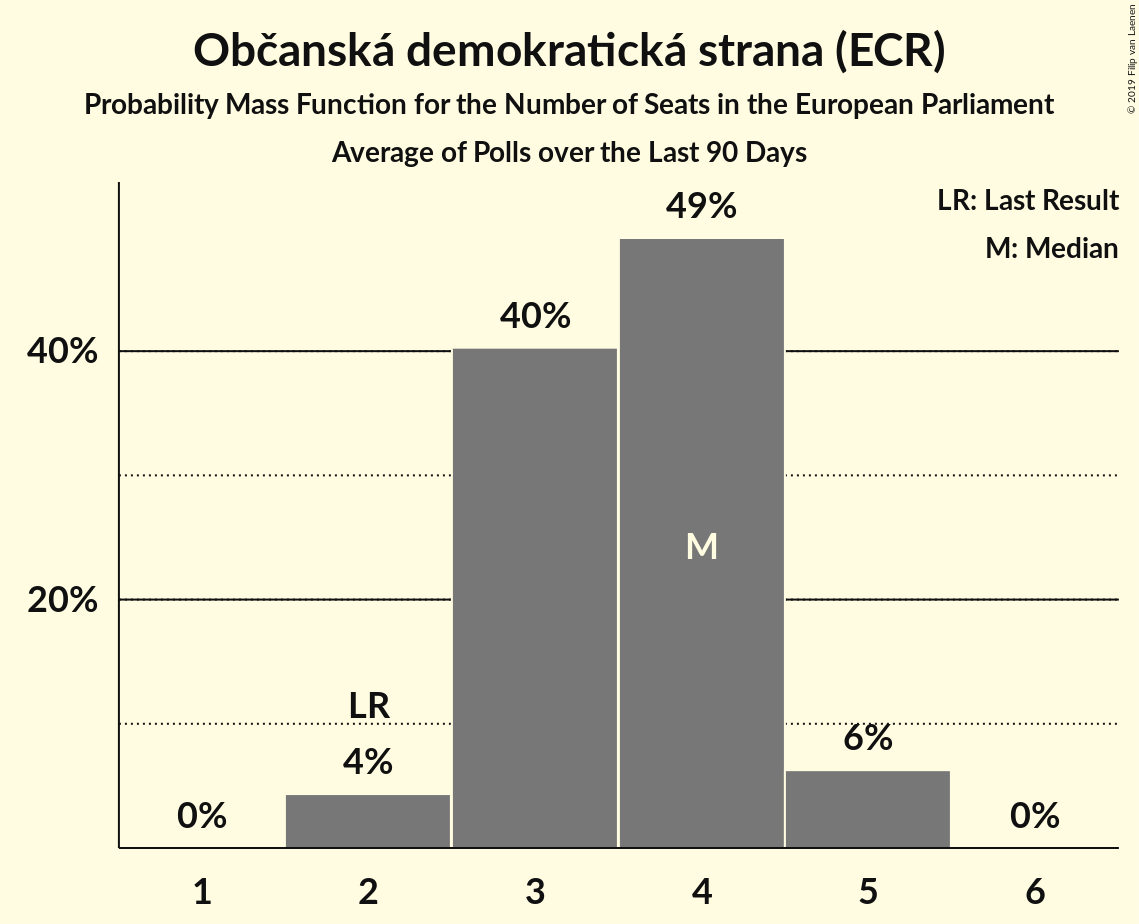 Občanská demokratická strana (ECR)
Probability Mass Function for the Number of Seats in the European Parliament
Average of Polls over the Last 90 Days
© 2019 Filip van Laenen
LR: Last Result
M: Median
49%
40%
40%
M
20%
LR
4%
6%
0%
0%
1 2 3 4 5 6